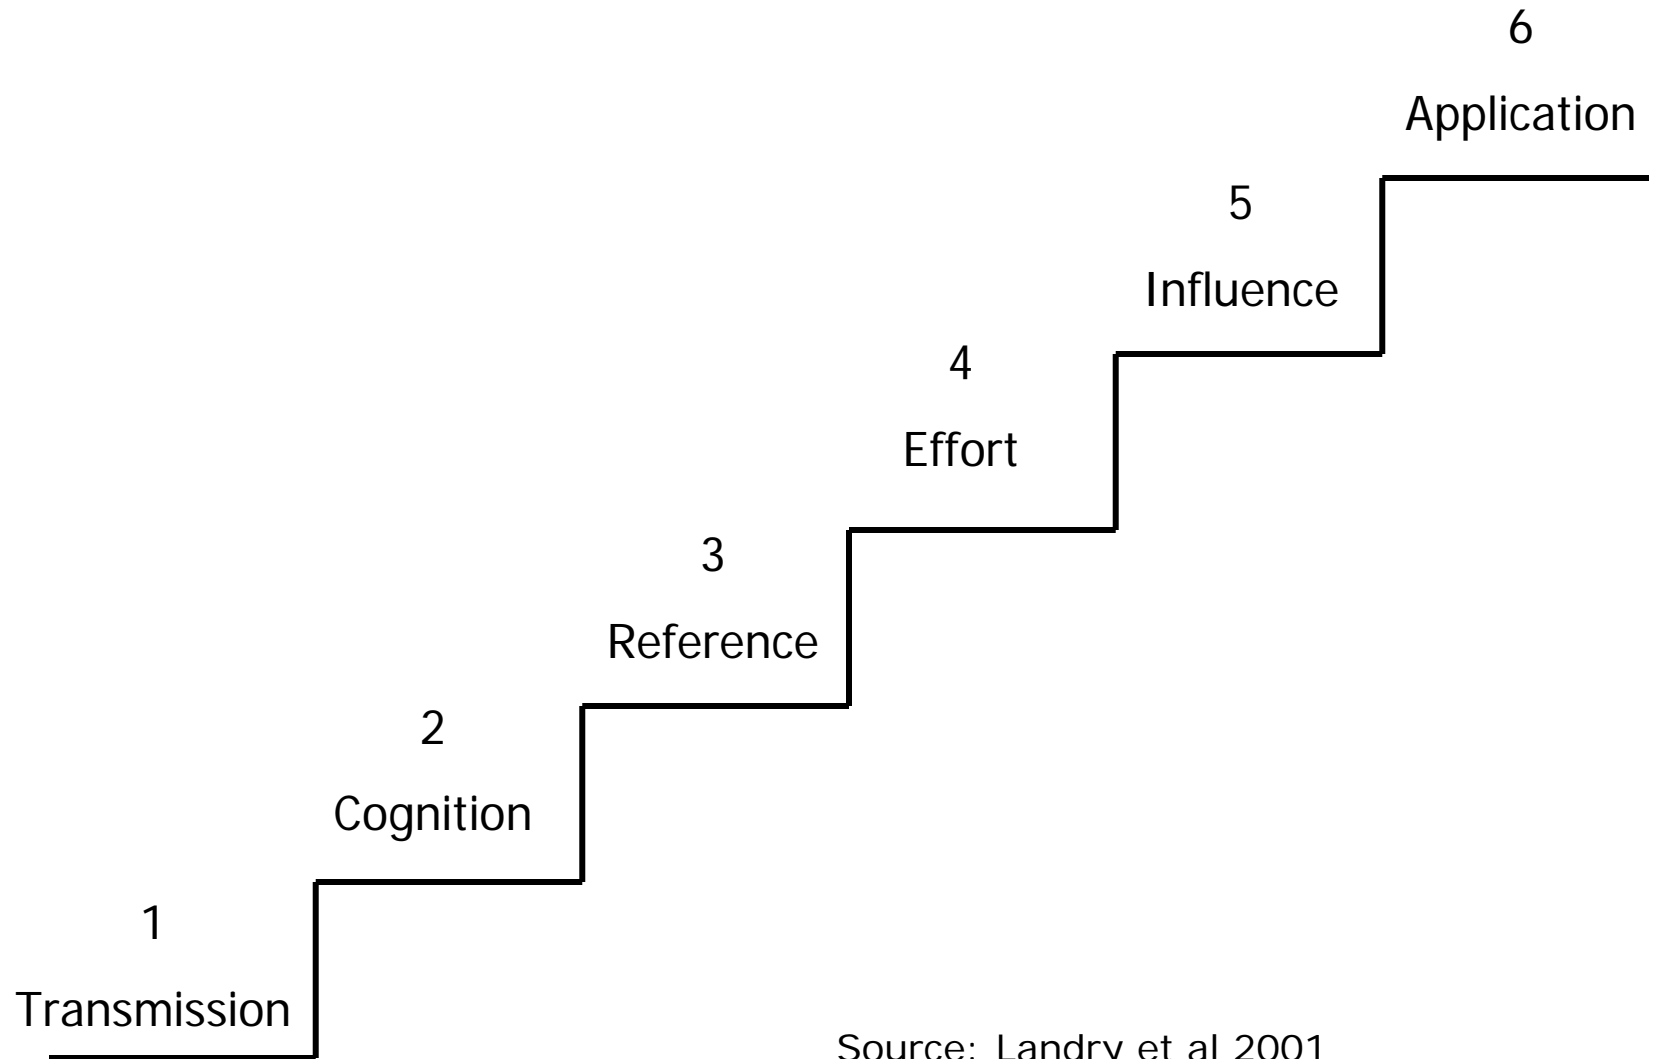 6
Application
5
Influence
4
Effort
3
Reference
2
Cognition
1
Transmission
Source: Landry et al 2001